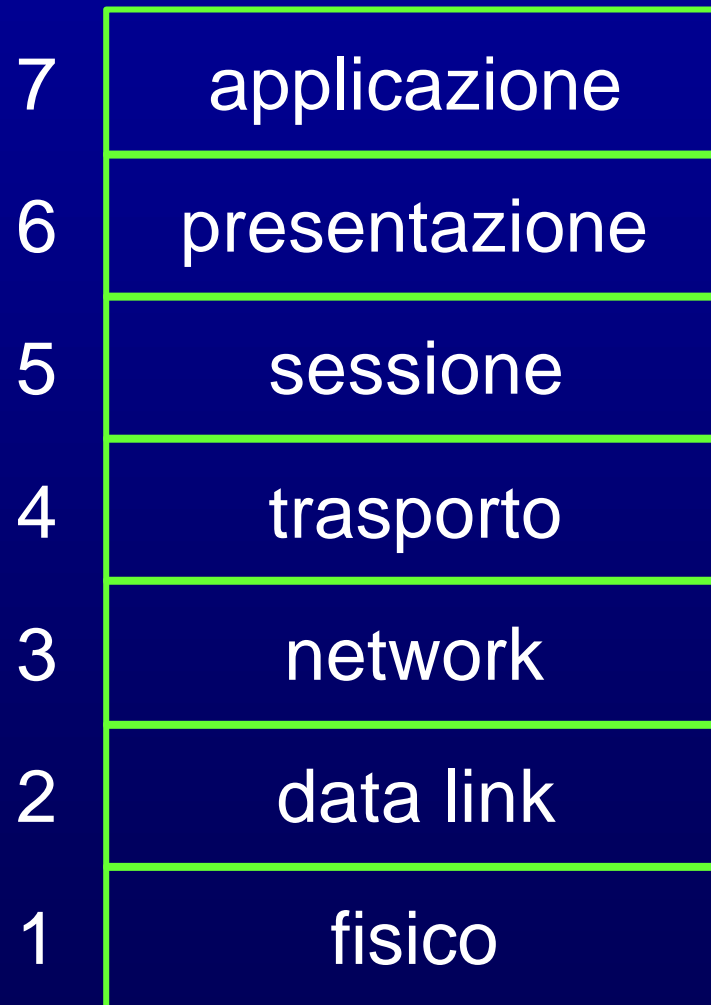 7 applicazione
6 presentazione
5 sessione
4 trasporto
3 network
2 data link
1 fisico